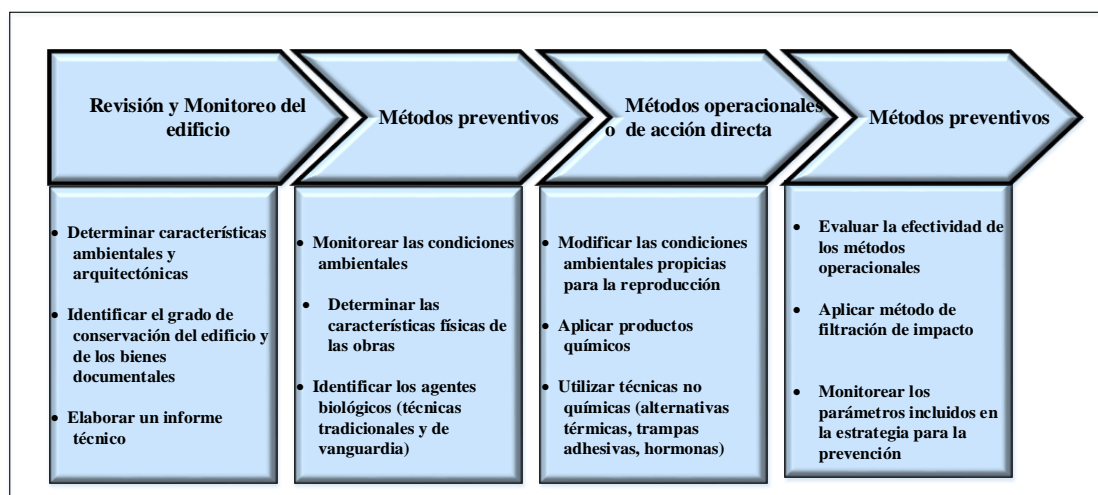 Revisión y Monitoreo del
edificio
Métodos preventivos
Métodos operacionales
o de acción directa
Métodos preventivos
• Determinar características
ambientales y
arquitectónicas
• Identificar el grado de
conservación del edificio y
de los bienes
documentales
• Elaborar un informe
técnico
• Monitorear las condiciones
ambientales
• Determinar las
características físicas de
las obras
• Identificar los agentes
biológicos (técnicas
tradicionales y de
vanguardia)
• Modificar las condiciones
ambientales propicias
para la reproducción
• Aplicar productos
químicos
• Utilizar técnicas no
químicas (alternativas
térmicas, trampas
adhesivas, hormonas)
• Evaluar la efectividad de
los métodos
operacionales
• Aplicar método de
filtración de impacto
• Monitorear los
parámetros incluidos en
la estrategia para la
prevención